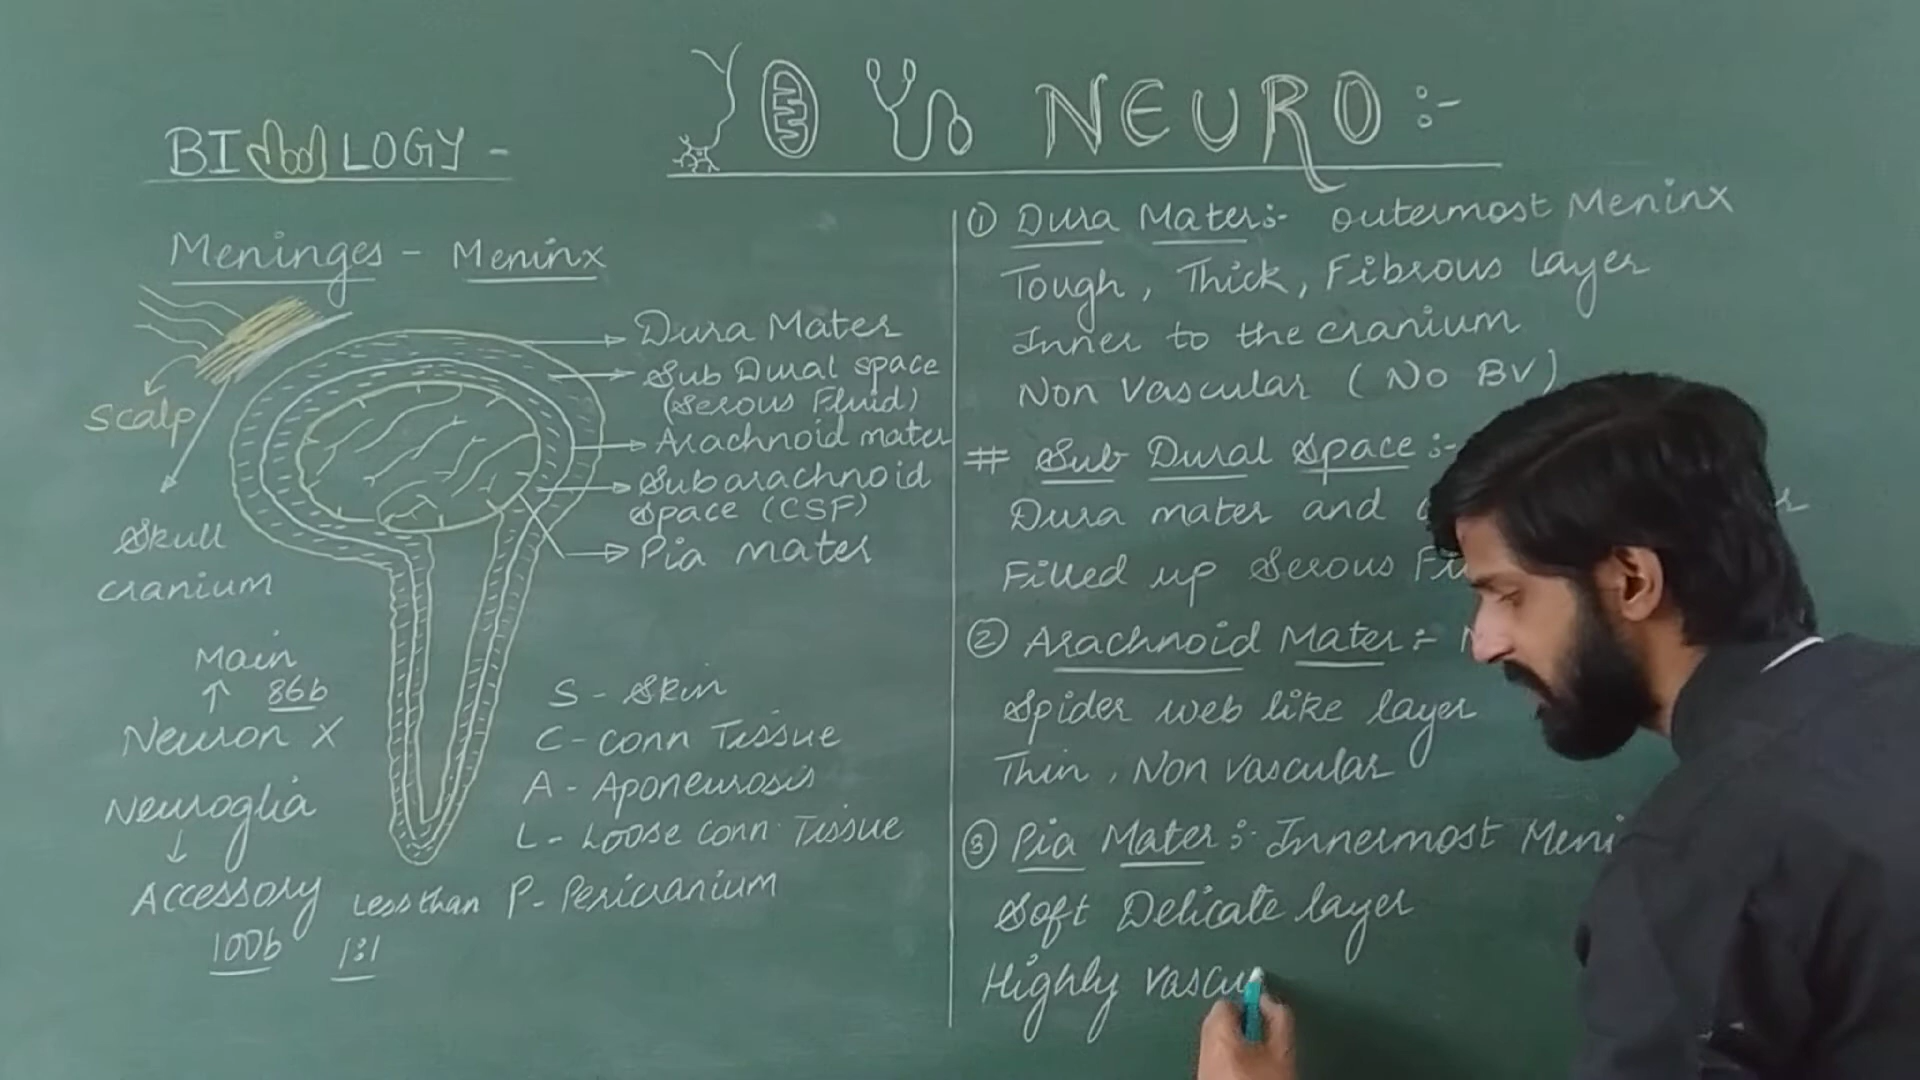 BIOLOGY -
NEURO :-
Meninges - Meninx
Scalp
Skull
cranium
Dura Mater
Sub Dural space
(Serous Fluid)
Arachnoid mater
Subarachnoid
space (CSF)
Pia mater
Main
86b
Neuron X
Neuroglia
Accessory
100b
Less than
1:1
S - Skin
C - conn Tissue
A - Aponeurosis
L - Loose conn. Tissue
P - Pericranium
① Dura Mater :- outermost Meninx
Tough, Thick, Fibrous layer
Inner to the cranium
Non Vascular (No BV)
# Sub Dural Space :-
Dura mater and
Filled up Serous
② Arachnoid Mater :-
Spider web like layer
Thin, Non vascular
③ Pia Mater :- Innermost Meni
Soft Delicate layer
Highly vascu